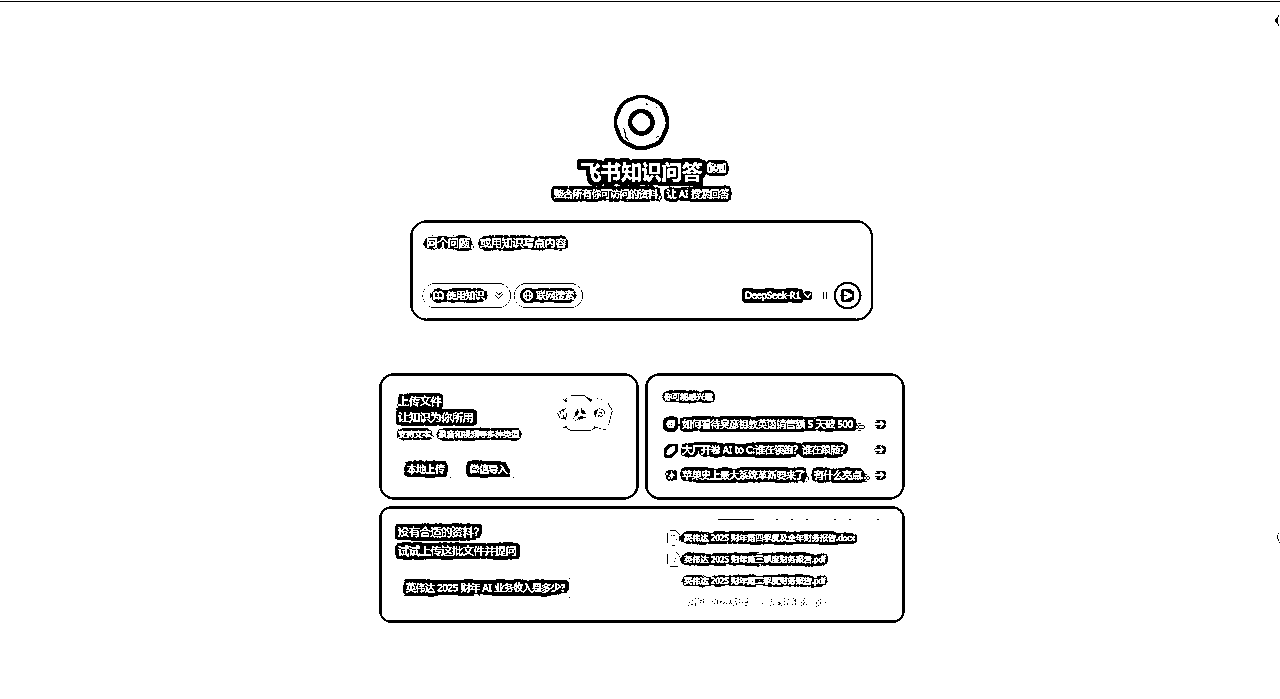 飞书知识问答
整合所有你可访问的资料，让 AI 搜索回答
问个问题，或用知识写点内容
使用知识
联网搜索
DeepSeek-R1
上传文件
让知识为你所用
本地上传
微信导入
你可能感兴趣
如何看待吴彦祖教英语销售额 5 天破 500
大厂开卷 AI to C:谁在领跑？谁在跟跑？
苹果史上最大系统革新要来了，有什么亮点
没有合适的资料？
试试上传这批文件并提问
英伟达 2025 财年 AI 业务收入是多少？
英伟达 2025 财年第四季度及全年财务报告.docx
英伟达 2025 财年第三季度财务报告.pdf
英伟达 2025 财年第二季度财务报告.pdf